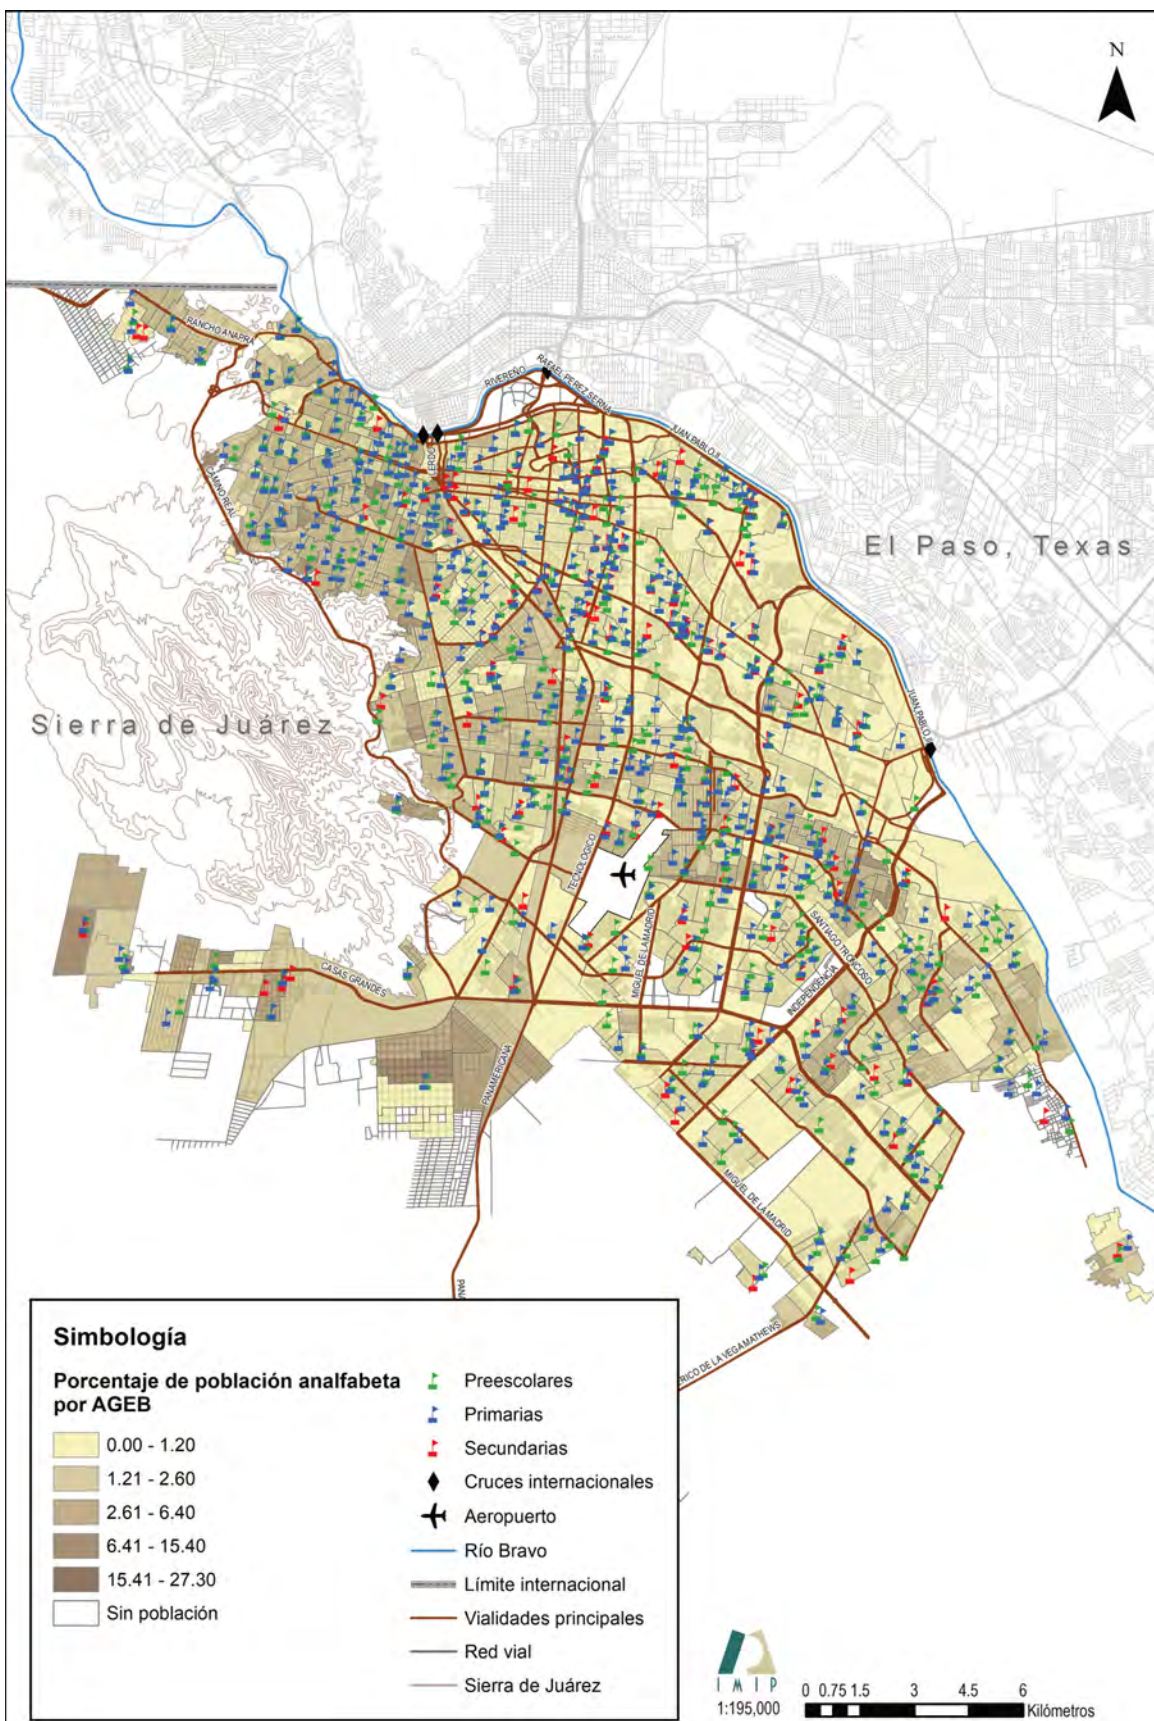 N
RANCHO ANAPRA
RIVEREÑO
RAFAEL PEREZ SERNA
JUAN PABLO II
LERDO
CAMINO REAL
El Paso, Texas
Sierra de Juárez
JUAN PABLO II
TECNOLOGICO
MIGUEL DE LA MADRID
SANTIAGO TRONCOSO
INDEPENDENCIA
CASAS GRANDES
PANAMERICANA
MIGUEL DE LA MADRID
PANA
ERICO DE LA VEGA MATHEWS
Simbología
Porcentaje de población analfabeta
por AGEB
0.00 - 1.20
1.21 - 2.60
2.61 - 6.40
6.41 - 15.40
15.41 - 27.30
Sin población
Preescolares
Primarias
Secundarias
Cruces internacionales
Aeropuerto
Río Bravo
Límite internacional
Vialidades principales
Red vial
Sierra de Juárez
IMIP
1:195,000
0 0.75 1.5 3 4.5 6
Kilómetros